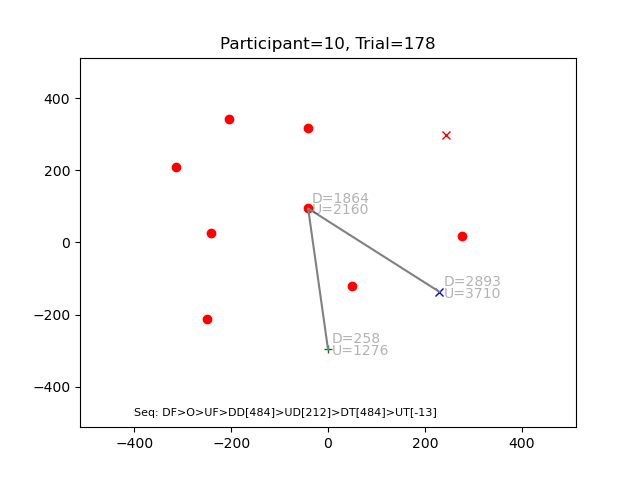 Participant=10, Trial=178
400
200
0
−200
−400
D=1864
U=2160
D=2893
U=3710
D=258
U=1276
Seq: DF>O>UF>DD[484]>UD[212]>DT[484]>UT[-13]
−400 −200 0 200 400